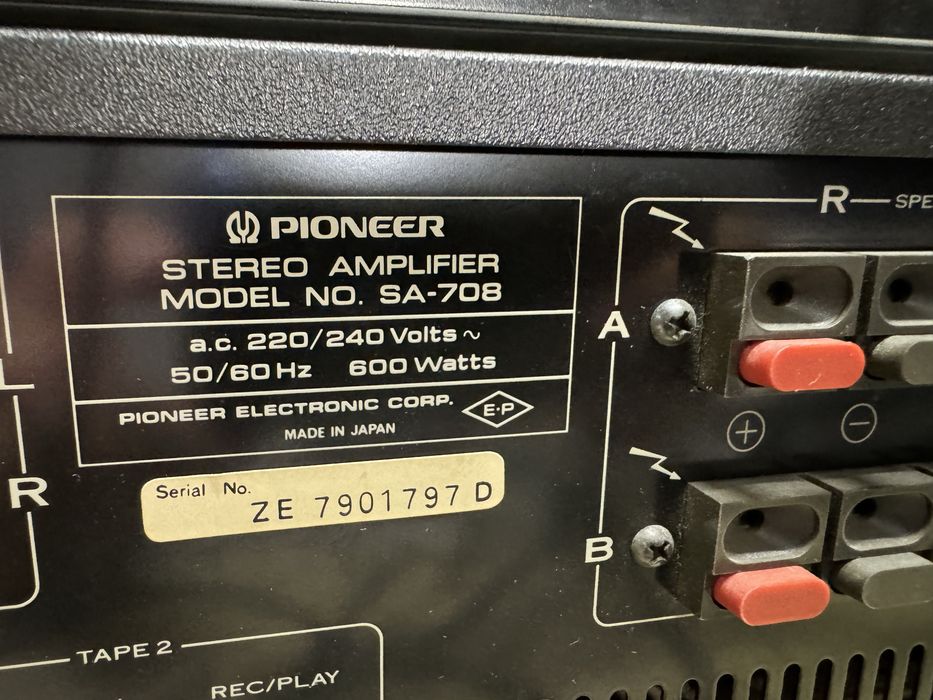 PIONEER
STEREO AMPLIFIER
MODEL NO. SA-708
a.c. 220/240 Volts ~
50/60 Hz 600 Watts
PIONEER ELECTRONIC CORP. E·P
MADE IN JAPAN
Serial No.
ZE 7901797 D
R
R
A
+ −
B
TAPE 2
REC/PLAY